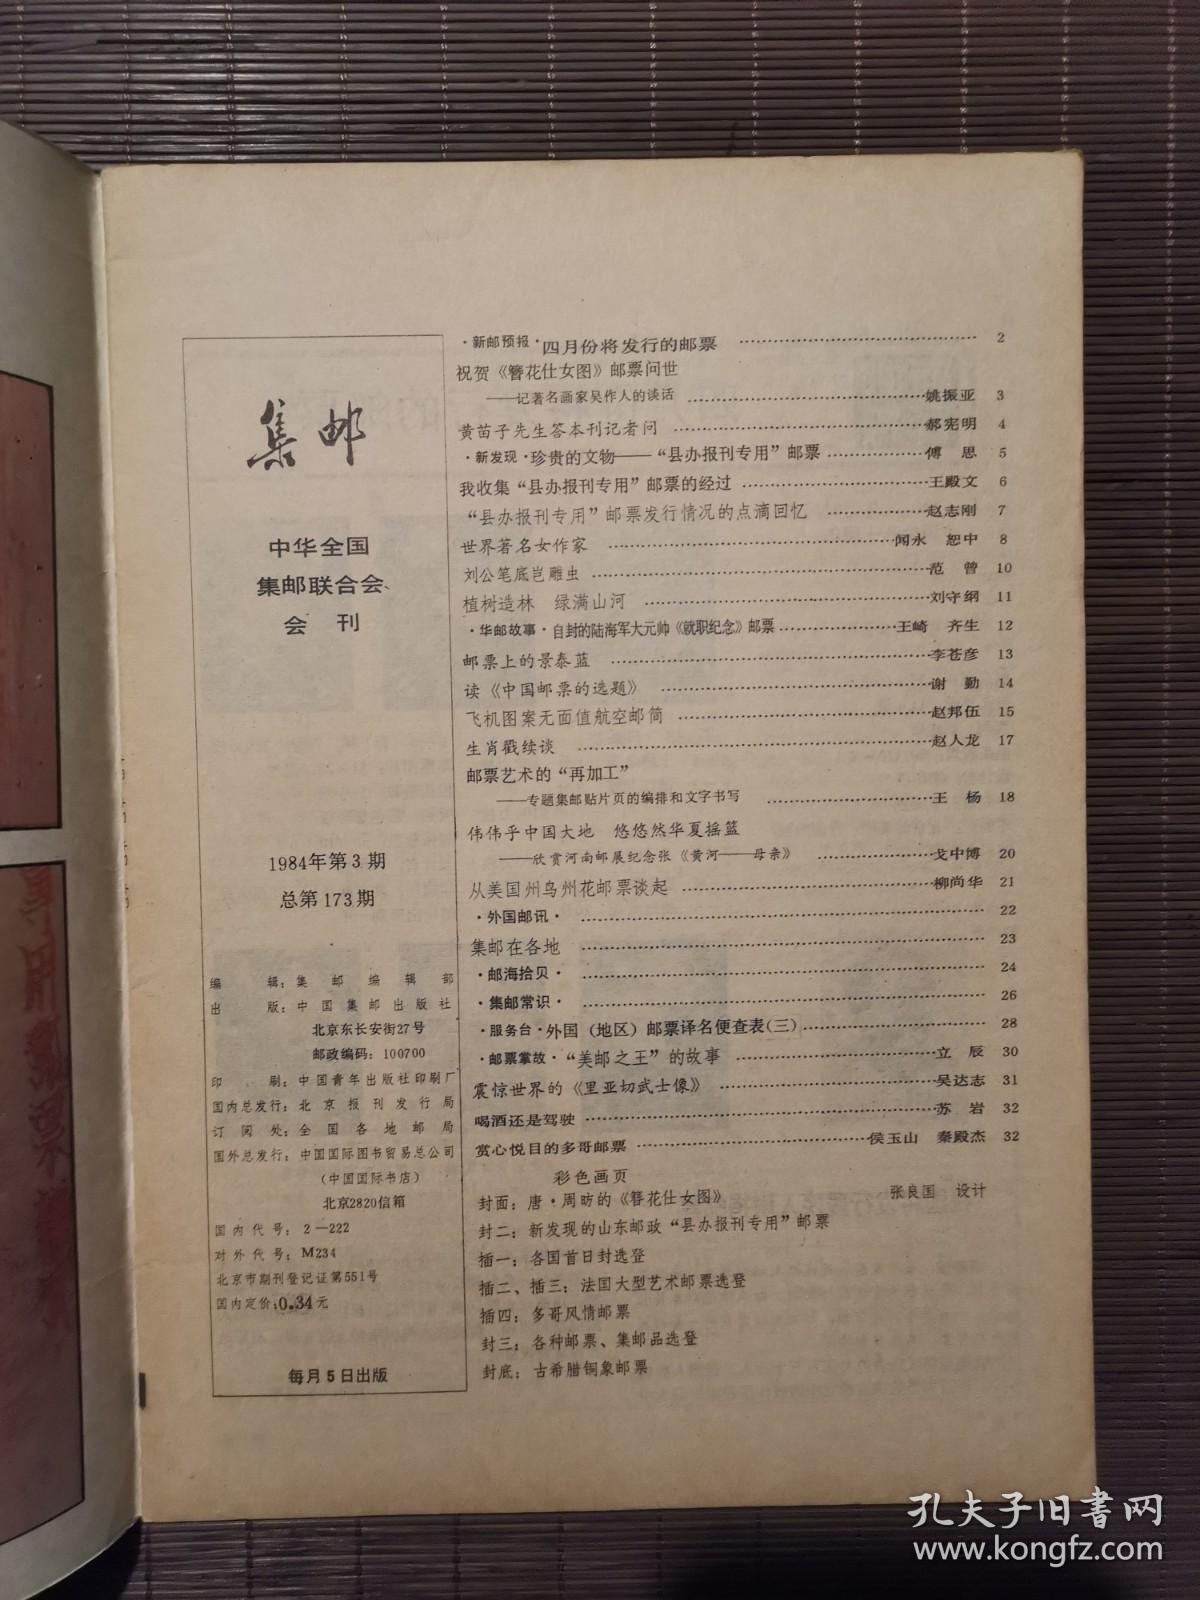 集邮
中华全国
集邮联合会
会刊
1984年第3期
总第173期
编辑：集邮编辑部
出版：中国集邮出版社
北京东长安街27号
邮政编码：100700
印刷：中国青年出版社印刷厂
国内总发行：北京报刊发行局
订阅处：全国各地邮局
国外总发行：中国国际图书贸易总公司
（中国国际书店）
北京2820信箱
国内代号：2—222
对外代号：M234
北京市期刊登记证第551号
国内定价：0.34元
每月5日出版
·新邮预报·四月份将发行的邮票 …… 2
祝贺《簪花仕女图》邮票问世
——记著名画家吴作人的谈话 …… 姚振亚 3
黄苗子先生答本刊记者问 …… 郝宪明 4
·新发现·珍贵的文物——“县办报刊专用”邮票 …… 傅思 5
我收集“县办报刊专用”邮票的经过 …… 王殿文 6
“县办报刊专用”邮票发行情况的点滴回忆 …… 赵志刚 7
世界著名女作家 …… 闻永 恕中 8
刘公笔底岂雕虫 …… 范曾 10
植树造林 绿满山河 …… 刘守纲 11
·华邮故事·自封的陆海军大元帅《就职纪念》邮票 …… 王崎 齐生 12
邮票上的景泰蓝 …… 李苍彦 13
读《中国邮票的选题》 …… 谢勤 14
飞机图案无面值航空邮简 …… 赵邦伍 15
生肖戳续谈 …… 赵人龙 17
邮票艺术的“再加工”
——专题集邮贴片页的编排和文字书写 …… 王杨 18
伟伟乎中国大地 悠悠然华夏摇篮
——欣赏河南邮展纪念张《黄河——母亲》 …… 戈中博 20
从美国州鸟州花邮票谈起 …… 柳尚华 21
·外国邮讯· …… 22
集邮在各地 …… 23
·邮海拾贝· …… 24
·集邮常识· …… 26
·服务台·外国（地区）邮票译名便查表（三） …… 28
·邮票掌故·“美邮之王”的故事 …… 立辰 30
震惊世界的《里亚切武士像》 …… 吴达志 31
喝酒还是驾驶 …… 苏岩 32
赏心悦目的多哥邮票 …… 侯玉山 秦殿杰 32
彩色画页
封面：唐·周昉的《簪花仕女图》 张良国 设计
封二：新发现的山东邮政“县办报刊专用”邮票
插一：各国首日封选登
插二、插三：法国大型艺术邮票选登
插四：多哥风情邮票
封三：各种邮票、集邮品选登
封底：古希腊铜象邮票
孔夫子旧书网
www.kongfz.com